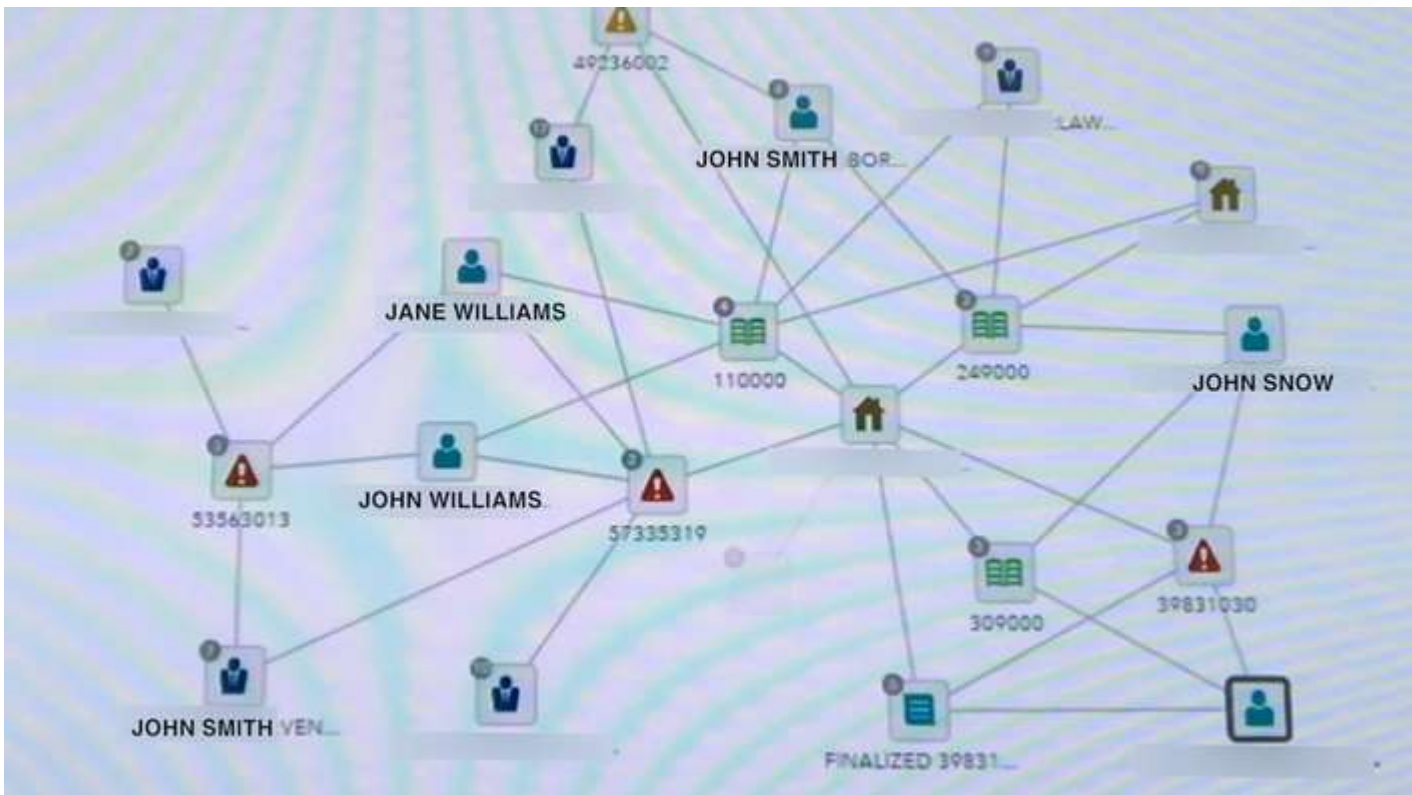 49236002
JOHN SMITH BOR...
LAW...
JANE WILLIAMS
110000
249000
JOHN SNOW
JOHN WILLIAMS
53563013
57335319
309000
39831030
JOHN SMITH VEN...
FINALIZED 39831...